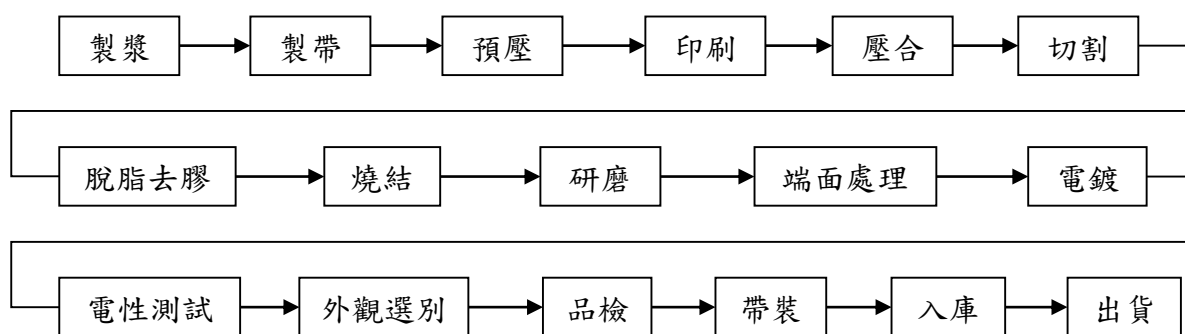 製漿 製帶 預壓 印刷 壓合 切割
脫脂去膠 燒結 研磨 端面處理 電鍍
電性測試 外觀選別 品檢 帶裝 入庫 出貨